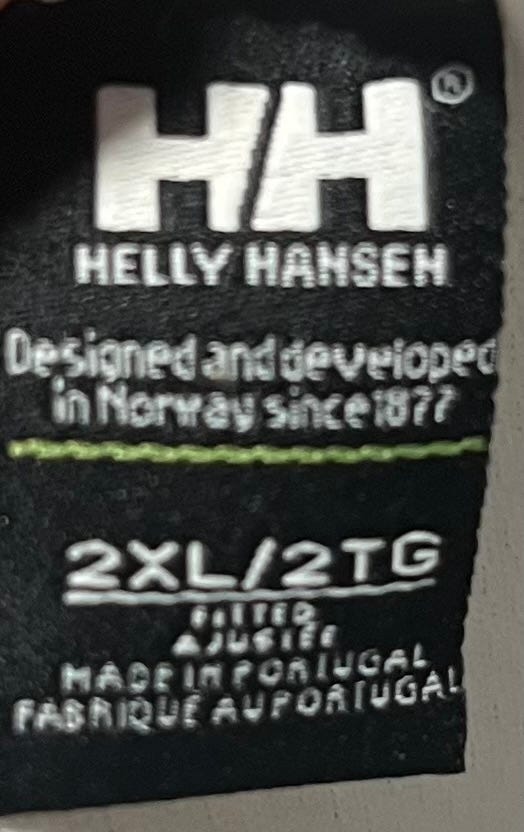 HH®
HELLY HANSEN
Designed and developed
in Norway since 1877
2XL/2TG
FITTED
AJUSTÉE
MADE IN PORTUGAL
FABRIQUÉ AU PORTUGAL